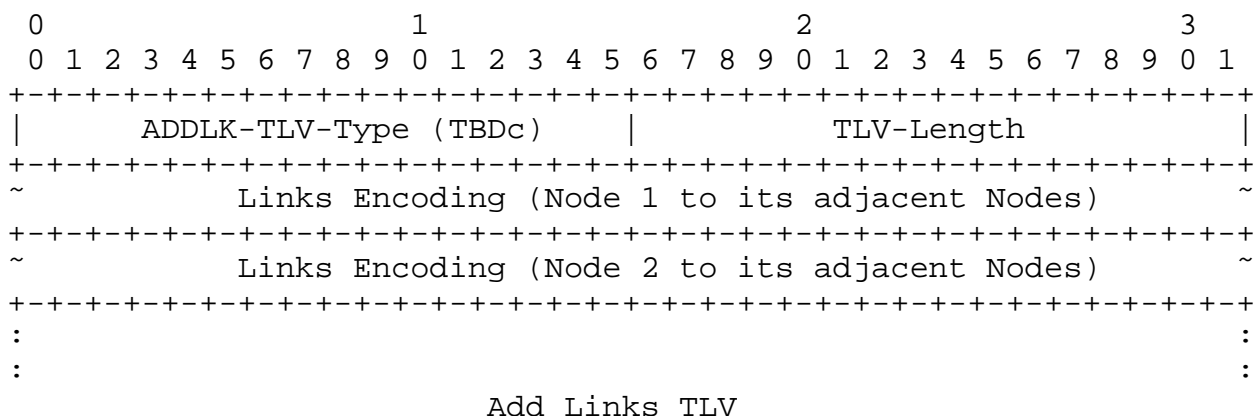 0                   1                   2                   3
 0 1 2 3 4 5 6 7 8 9 0 1 2 3 4 5 6 7 8 9 0 1 2 3 4 5 6 7 8 9 0 1
+-+-+-+-+-+-+-+-+-+-+-+-+-+-+-+-+-+-+-+-+-+-+-+-+-+-+-+-+-+-+-+-+
|      ADDLK-TLV-Type (TBDc)    |          TLV-Length           |
+-+-+-+-+-+-+-+-+-+-+-+-+-+-+-+-+-+-+-+-+-+-+-+-+-+-+-+-+-+-+-+-+
~           Links Encoding (Node 1 to its adjacent Nodes)       ~
+-+-+-+-+-+-+-+-+-+-+-+-+-+-+-+-+-+-+-+-+-+-+-+-+-+-+-+-+-+-+-+-+
~           Links Encoding (Node 2 to its adjacent Nodes)       ~
+-+-+-+-+-+-+-+-+-+-+-+-+-+-+-+-+-+-+-+-+-+-+-+-+-+-+-+-+-+-+-+-+
:                                                               :
:                                                               :
                        Add Links TLV